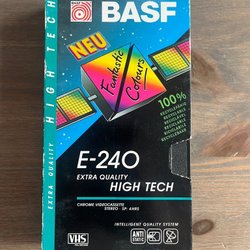 BASF
NEU
Fantastic
Colours
100%
RECYCLABLE
E-240
EXTRA QUALITY
HIGH TECH
CHROME VIDEOCASSETTE
STEREO · SP: 4HRS
INTELLIGENT QUALITY SYSTEM
VHS
ANTI
STATIC
EXTRA QUALITY
HIGH TECH